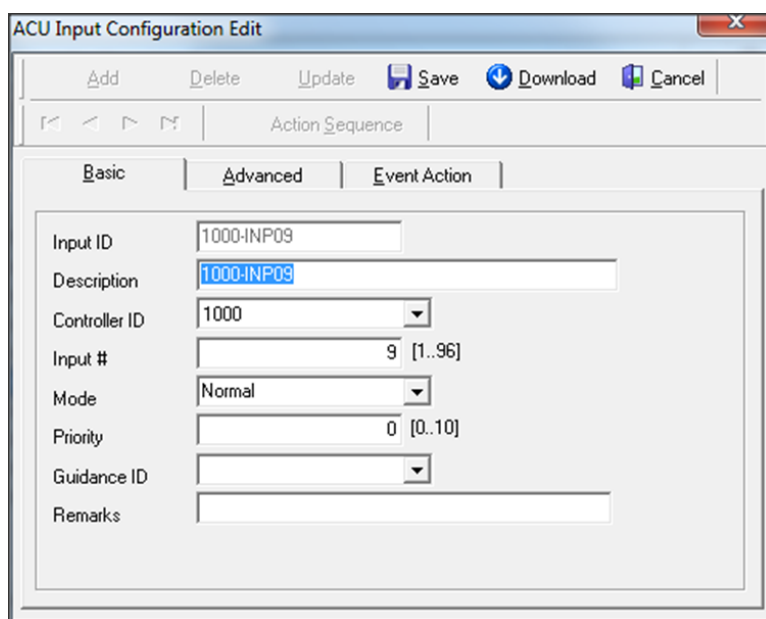 ACU Input Configuration Edit
Add Delete Update Save Download Cancel
Action Sequence
Basic Advanced Event Action
Input ID 1000-INP09
Description 1000-INP09
Controller ID 1000
Input # 9 [1..96]
Mode Normal
Priority 0 [0..10]
Guidance ID
Remarks